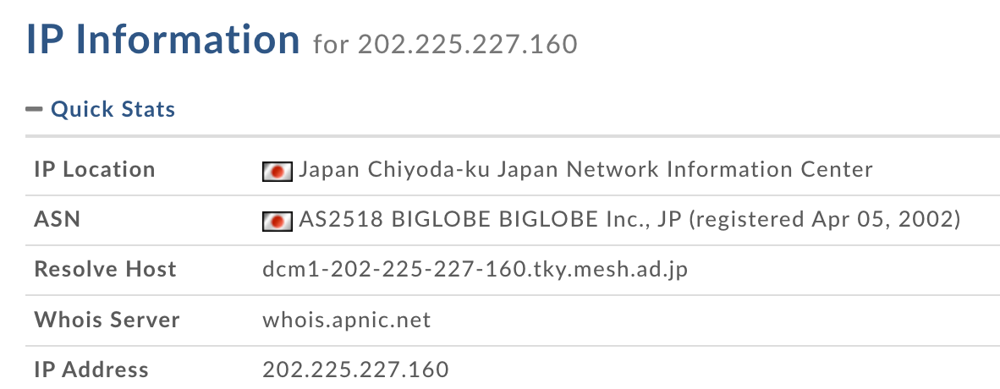 IP Information for 202.225.227.160
Quick Stats
IP Location Japan Chiyoda-ku Japan Network Information Center
ASN AS2518 BIGLOBE BIGLOBE Inc., JP (registered Apr 05, 2002)
Resolve Host dcm1-202-225-227-160.tky.mesh.ad.jp
Whois Server whois.apnic.net
IP Address 202.225.227.160